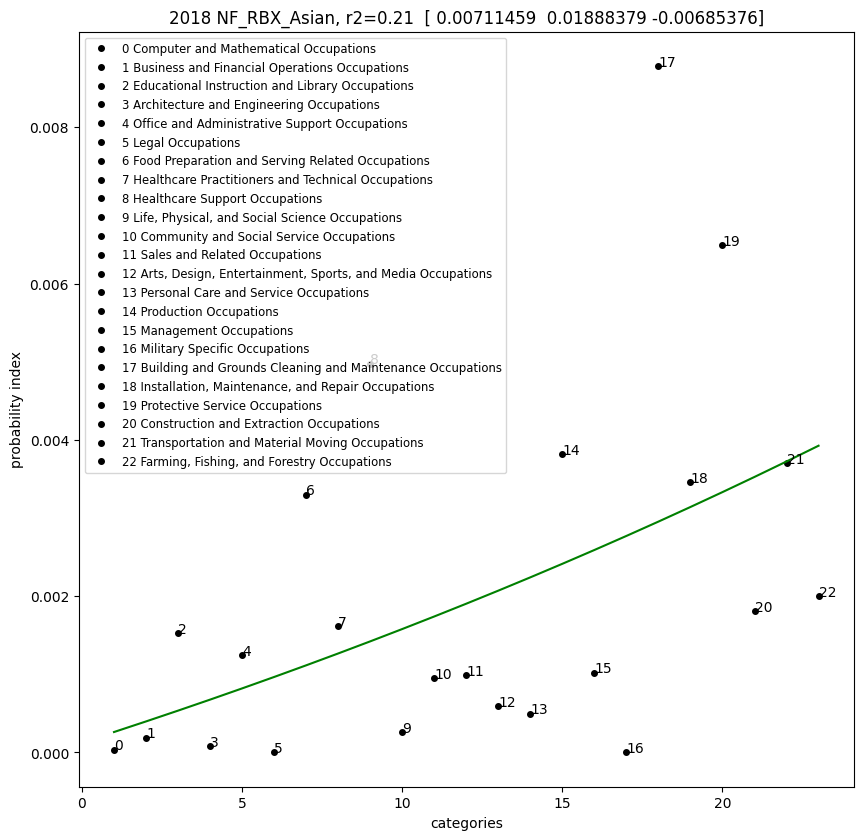 2018 NF_RBX_Asian, r2=0.21  [ 0.00711459  0.01888379 -0.00685376]
0 Computer and Mathematical Occupations
1 Business and Financial Operations Occupations
2 Educational Instruction and Library Occupations
3 Architecture and Engineering Occupations
4 Office and Administrative Support Occupations
5 Legal Occupations
6 Food Preparation and Serving Related Occupations
7 Healthcare Practitioners and Technical Occupations
8 Healthcare Support Occupations
9 Life, Physical, and Social Science Occupations
10 Community and Social Service Occupations
11 Sales and Related Occupations
12 Arts, Design, Entertainment, Sports, and Media Occupations
13 Personal Care and Service Occupations
14 Production Occupations
15 Management Occupations
16 Military Specific Occupations
17 Building and Grounds Cleaning and Maintenance Occupations
18 Installation, Maintenance, and Repair Occupations
19 Protective Service Occupations
20 Construction and Extraction Occupations
21 Transportation and Material Moving Occupations
22 Farming, Fishing, and Forestry Occupations
17
19
8
14
21
18
6
22
20
7
2
4
15
11
10
12
13
9
1
3
0
5
16
0.008
0.006
0.004
0.002
0.000
probability index
0
5
10
15
20
categories